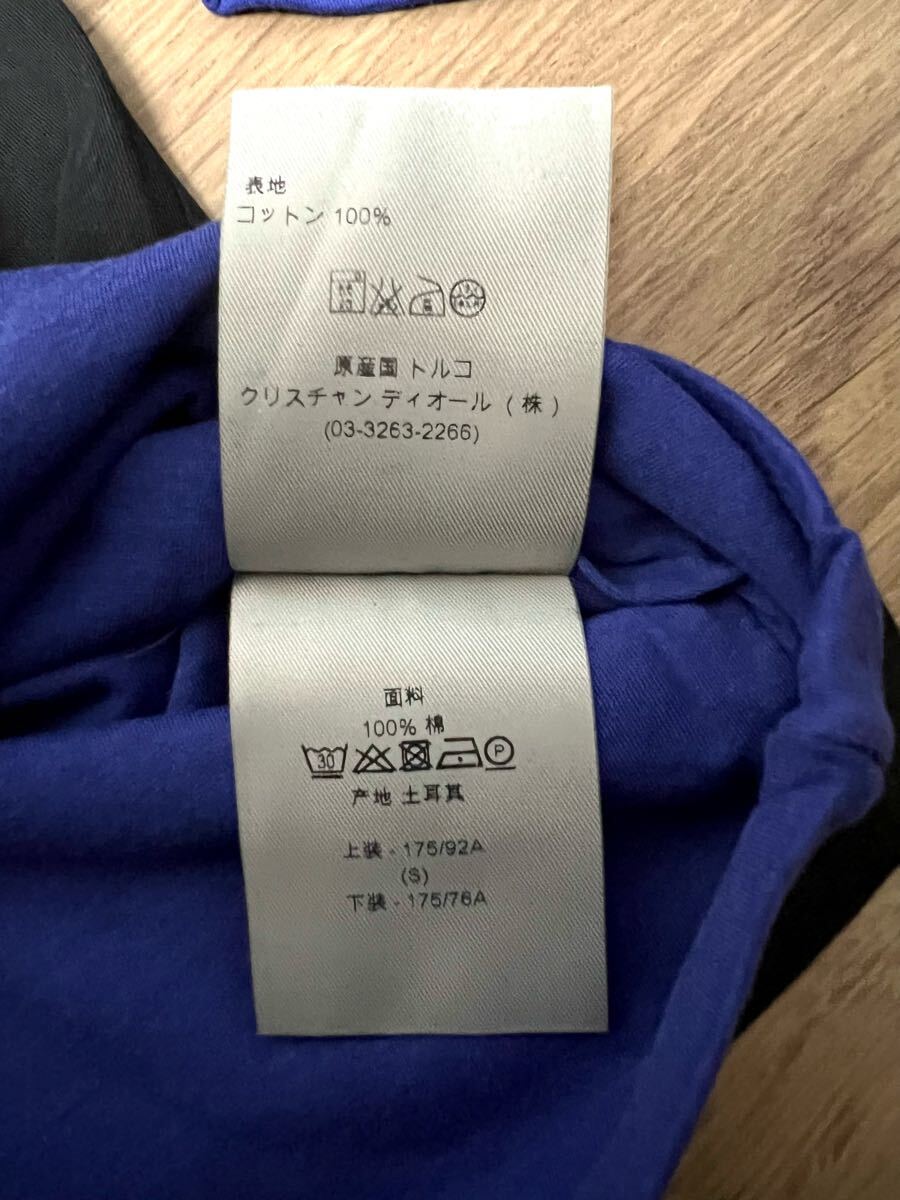 表地
コットン 100%
原産国 トルコ
クリスチャン ディオール (株)
(03-3263-2266)
面料
100% 棉
30 P
产地 土耳其
上装 - 175/92A
(S)
下装 - 175/76A